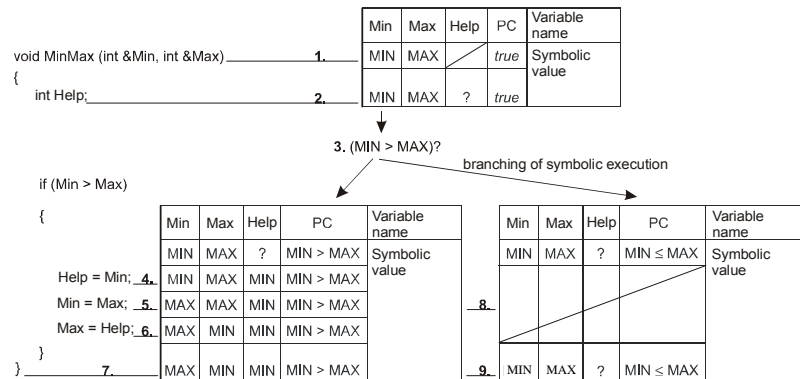 Min Max Help PC Variable name
void MinMax (int &Min, int &Max) 1. MIN MAX true Symbolic value
{
int Help; 2. MIN MAX ? true
3. (MIN > MAX)?
branching of symbolic execution
if (Min > Max)
{
Min Max Help PC Variable name
MIN MAX ? MIN > MAX Symbolic value
Help = Min; 4. MIN MAX MIN MIN > MAX
Min = Max; 5. MAX MAX MIN MIN > MAX
Max = Help; 6. MAX MIN MIN MIN > MAX
}
} 7. MAX MIN MIN MIN > MAX
Min Max Help PC Variable name
MIN MAX ? MIN ≤ MAX Symbolic value
8.
9. MIN MAX ? MIN ≤ MAX